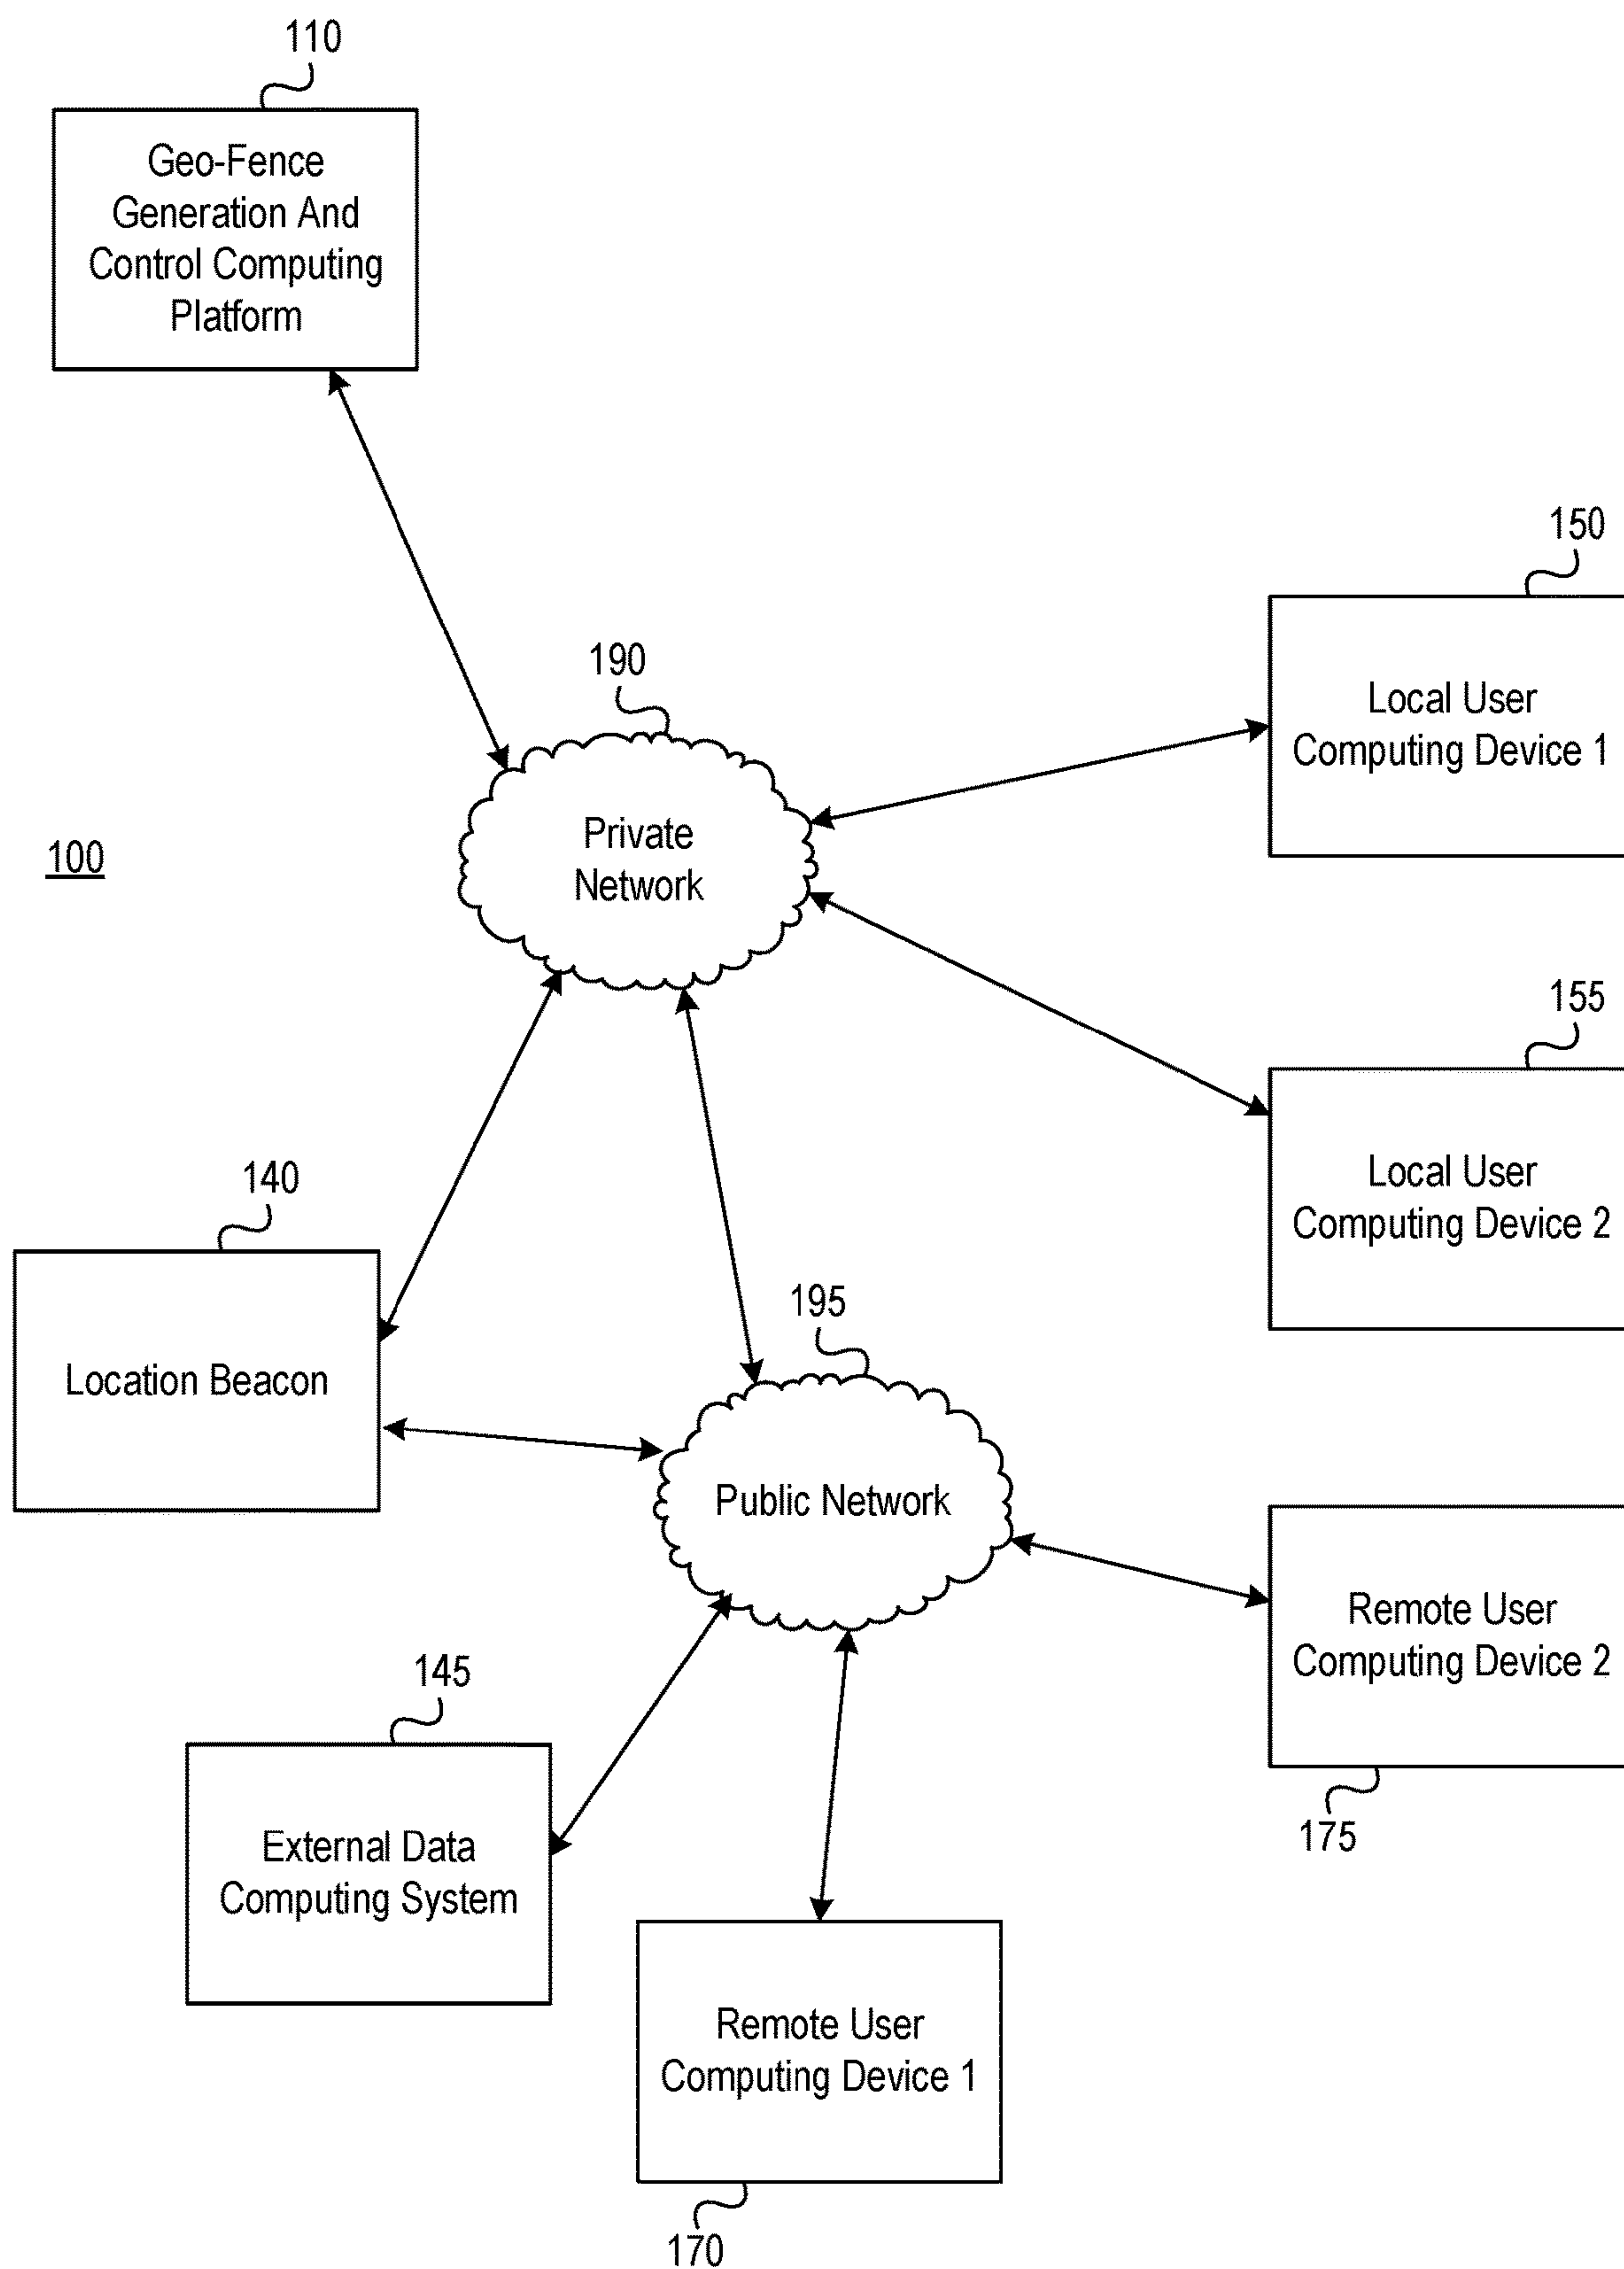 110
Geo-Fence
Generation And
Control Computing
Platform
150
Local User
Computing Device 1
190
Private
Network
100
155
Local User
Computing Device 2
140
Location Beacon
195
Public Network
Remote User
Computing Device 2
175
145
External Data
Computing System
Remote User
Computing Device 1
170